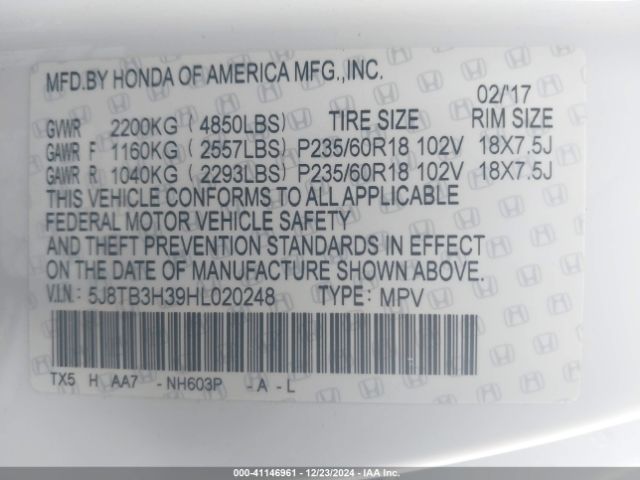 MFD.BY HONDA OF AMERICA MFG.,INC.
02/'17
GVWR 2200KG (4850LBS) TIRE SIZE RIM SIZE
GAWR F 1160KG (2557LBS) P235/60R18 102V 18X7.5J
GAWR R 1040KG (2293LBS) P235/60R18 102V 18X7.5J
THIS VEHICLE CONFORMS TO ALL APPLICABLE
FEDERAL MOTOR VEHICLE SAFETY
AND THEFT PREVENTION STANDARDS IN EFFECT
ON THE DATE OF MANUFACTURE SHOWN ABOVE.
V.I.N: 5J8TB3H39HL020248 TYPE: MPV
TX5 H AA7 - NH603P - A - L
000-41146961 - 12/23/2024 - IAA Inc.